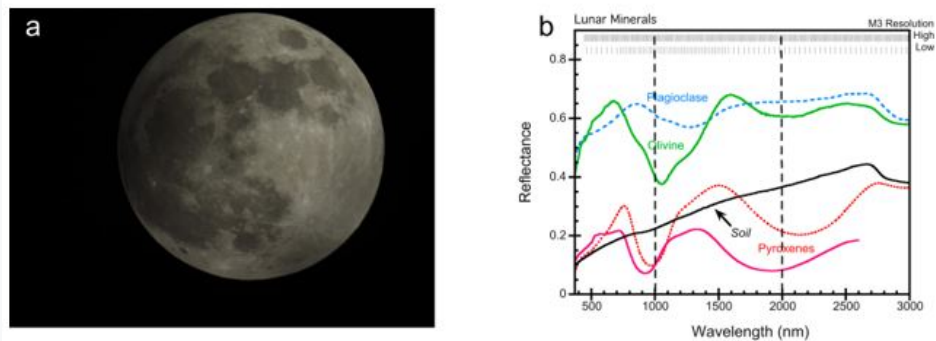 a
b
Lunar Minerals
M3 Resolution
High
Low
0.8
0.6
0.4
0.2
0
Reflectance
Plagioclase
Olivine
Soil
Pyroxenes
500 1000 1500 2000 2500 3000
Wavelength (nm)